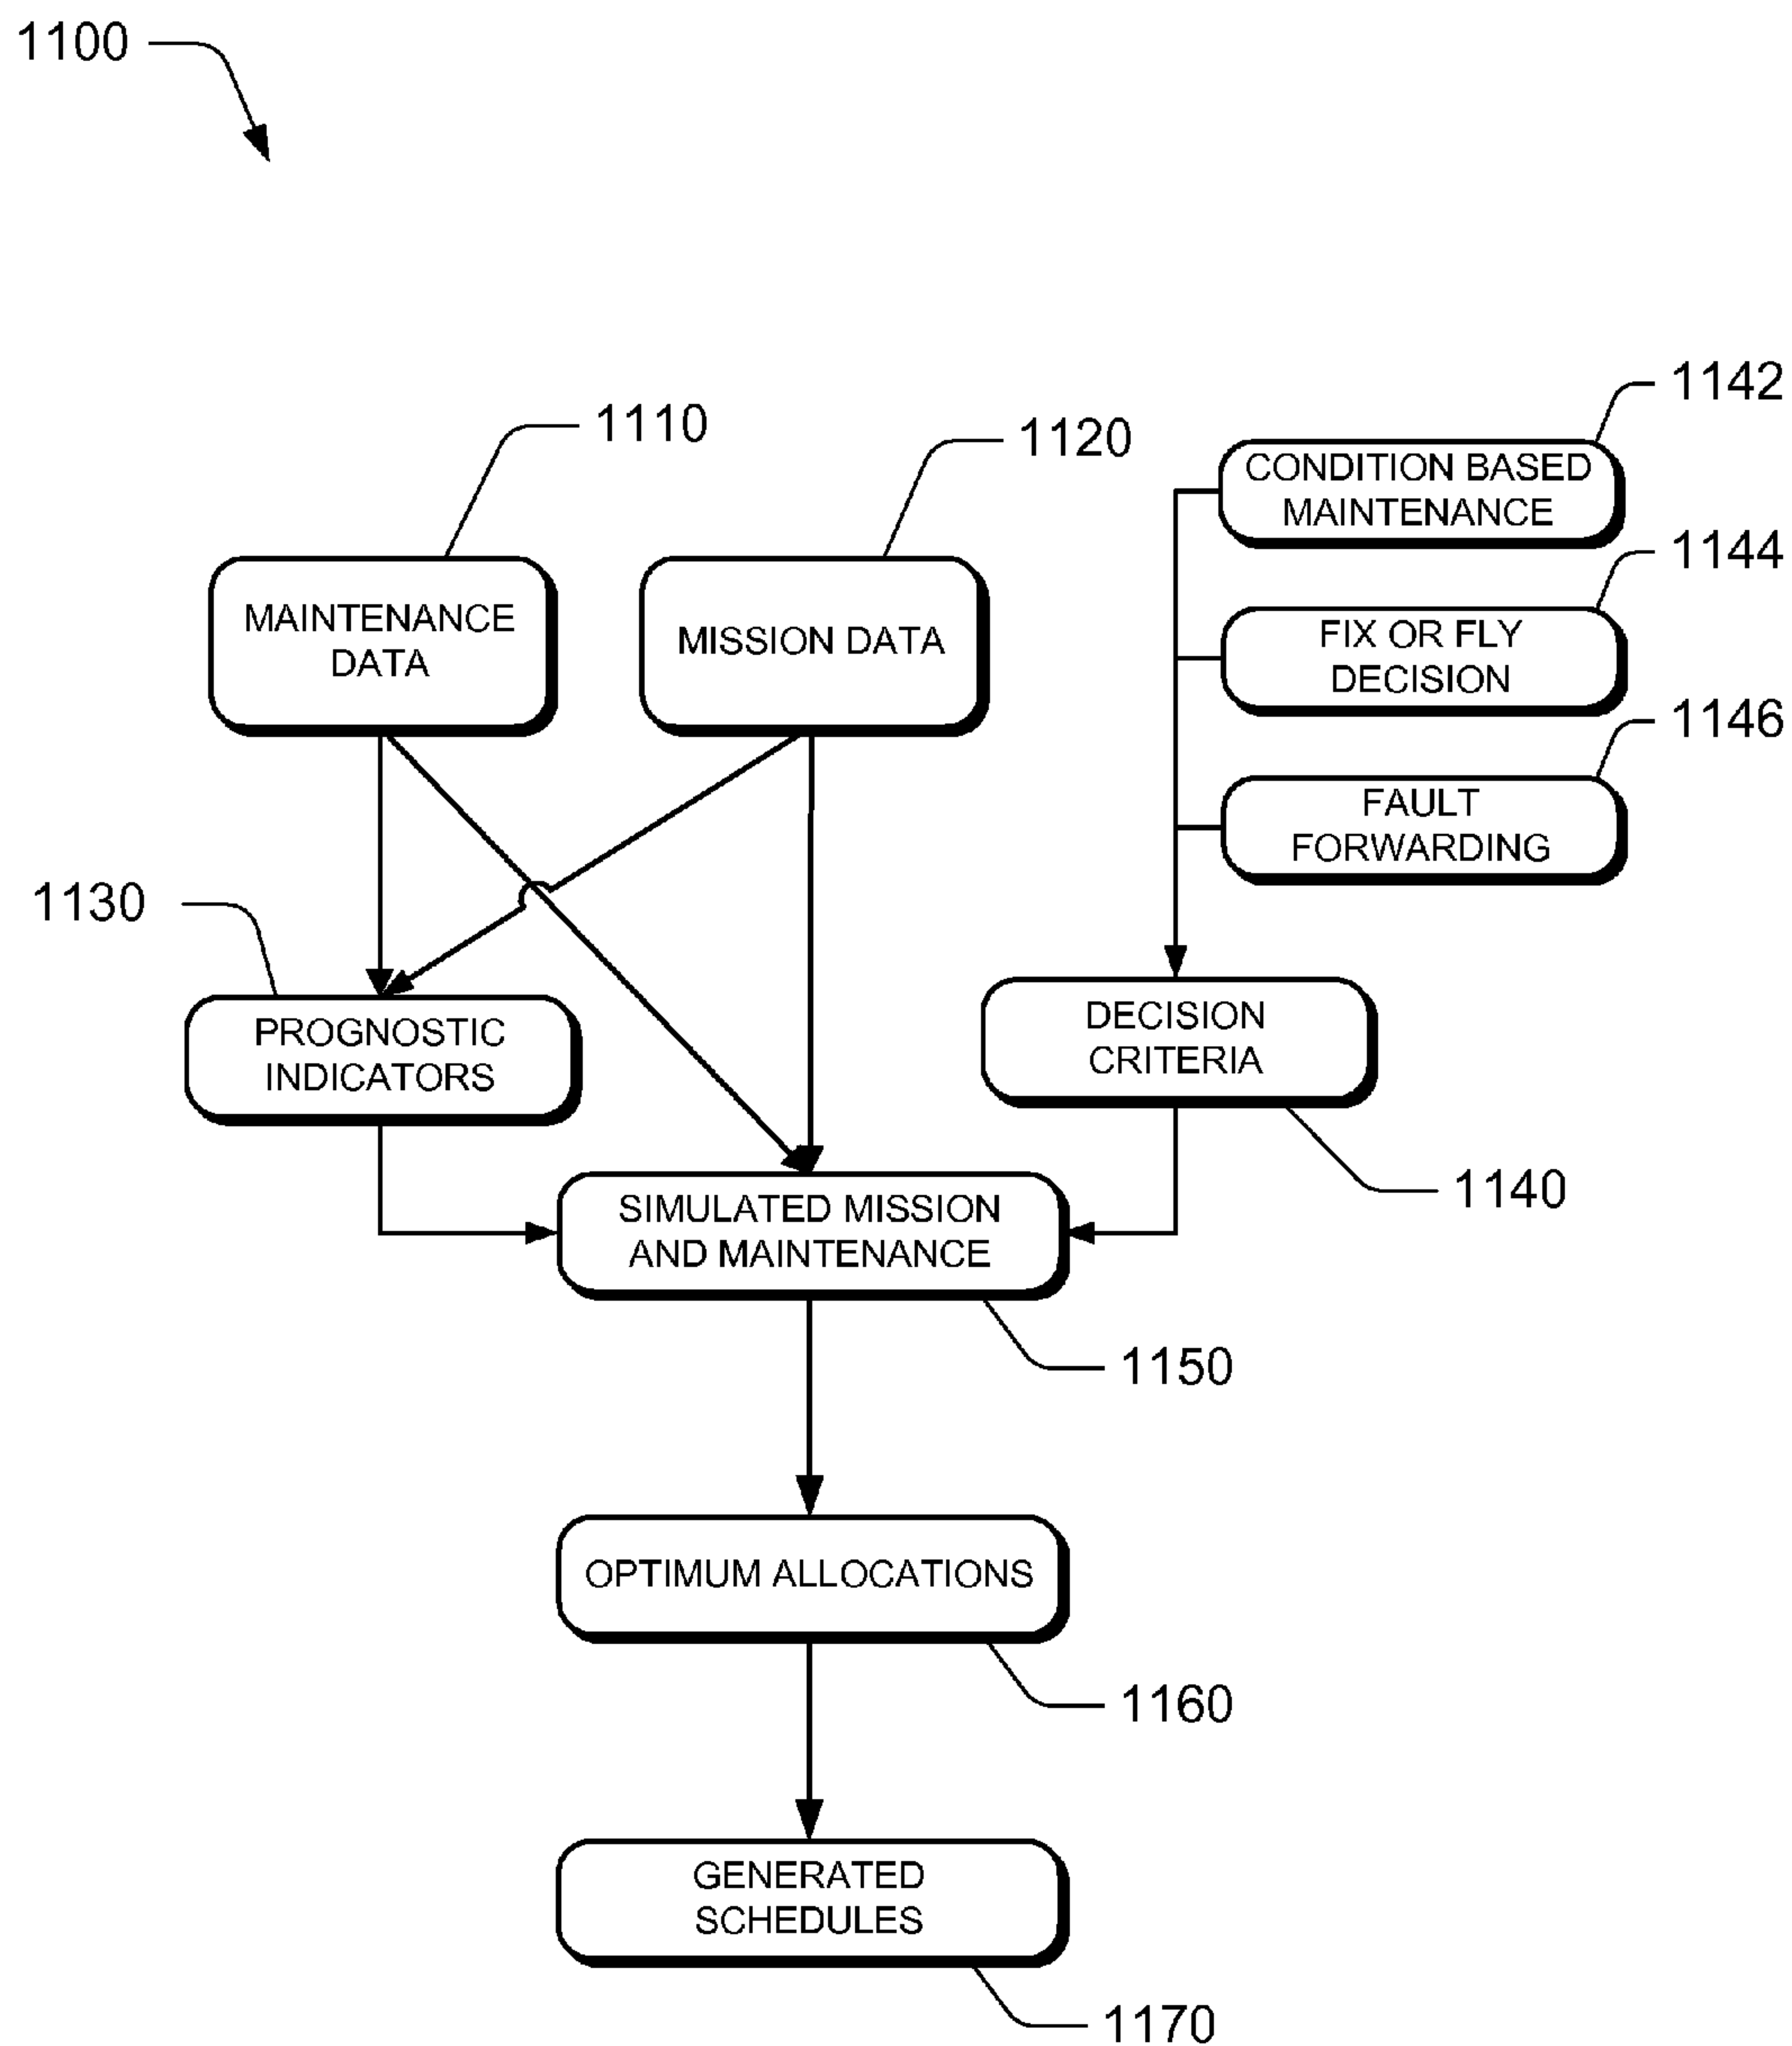 1100
1142
1110
1120
CONDITION BASED
MAINTENANCE
1144
MAINTENANCE
DATA
MISSION DATA
FIX OR FLY
DECISION
1146
FAULT
FORWARDING
1130
PROGNOSTIC
INDICATORS
DECISION
CRITERIA
1140
SIMULATED MISSION
AND MAINTENANCE
1150
OPTIMUM ALLOCATIONS
1160
GENERATED
SCHEDULES
1170